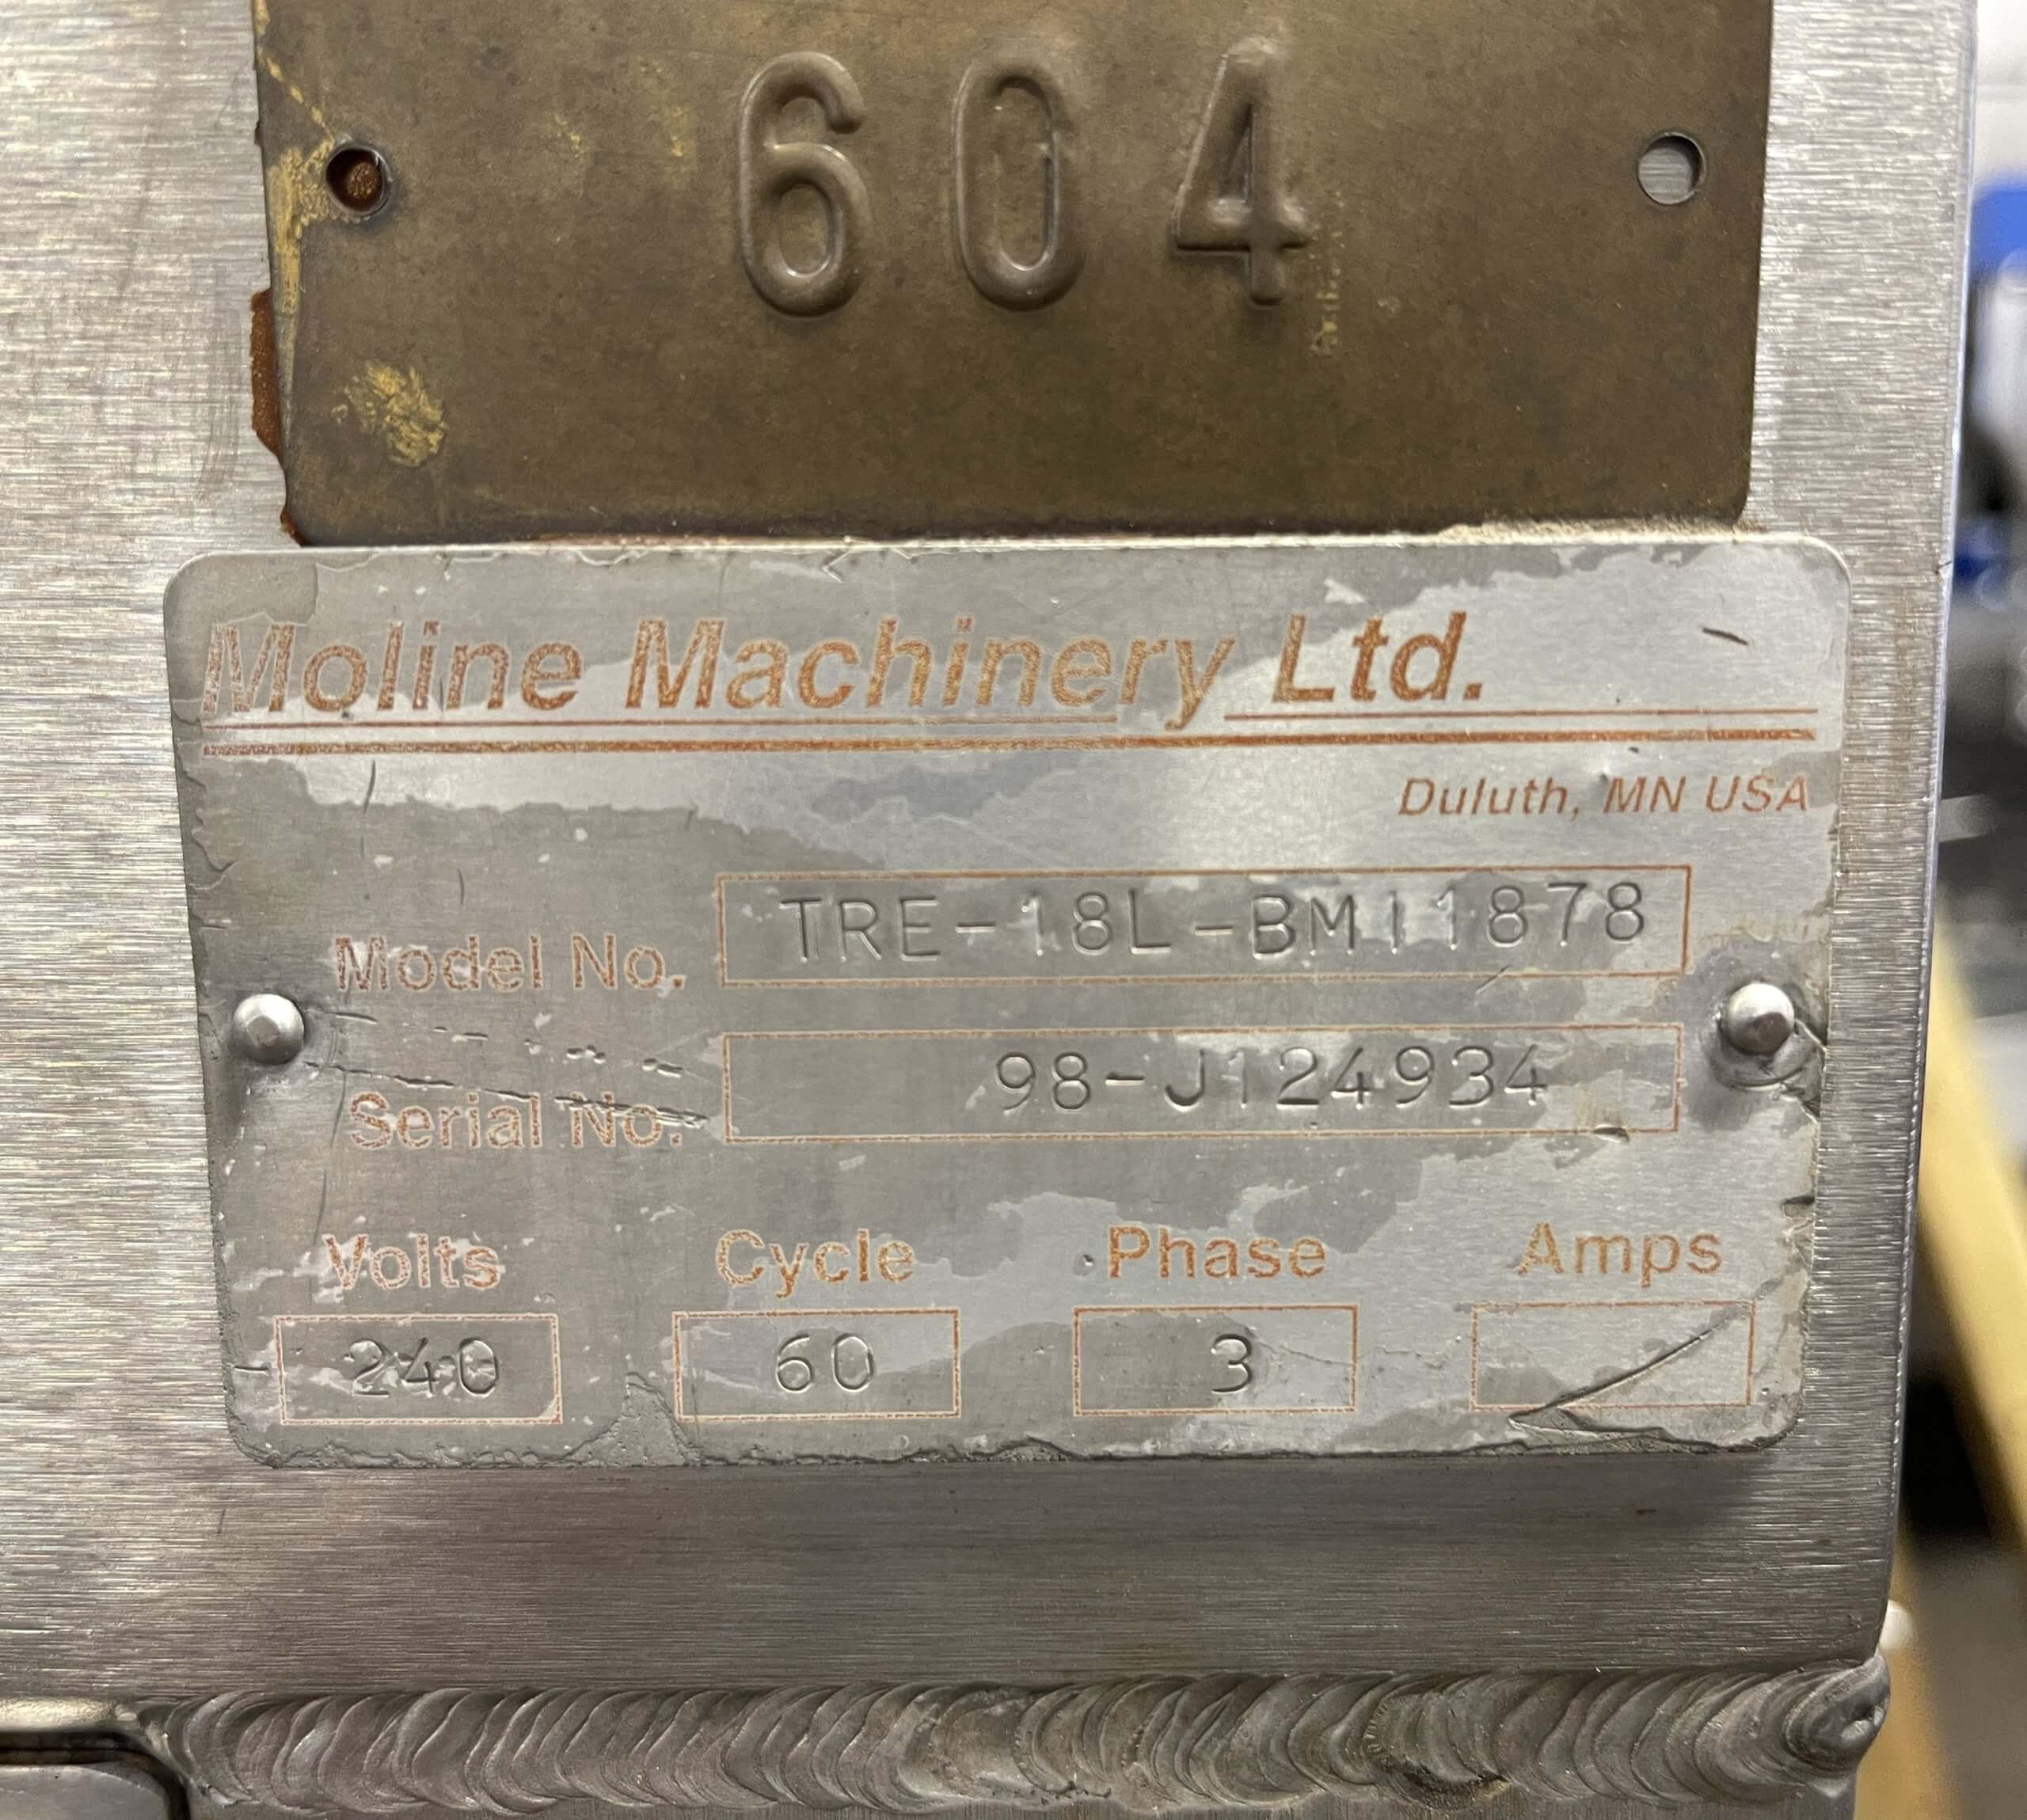 604
Moline Machinery Ltd.
Duluth, MN USA
Model No. TRE-18L-BM11878
Serial No. 98-J124934
Volts Cycle Phase Amps
240 60 3